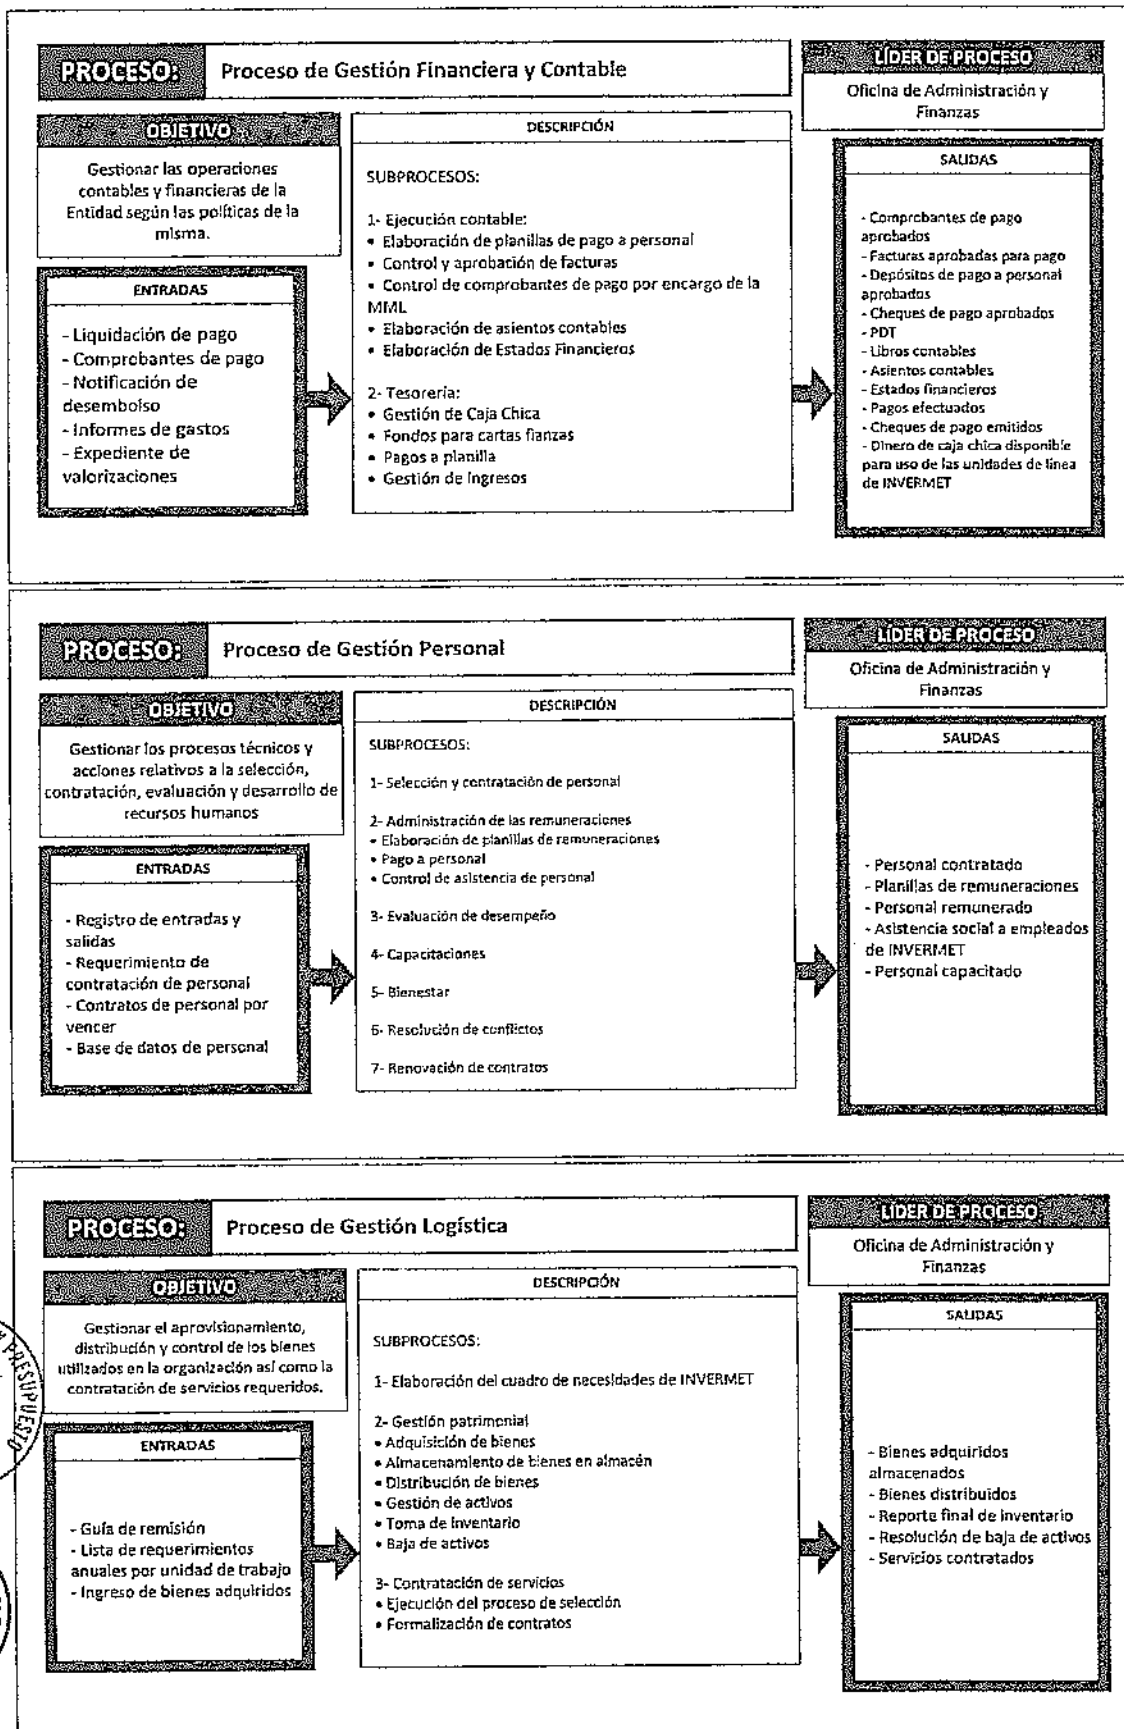 PROCESO:
Proceso de Gestión Financiera y Contable
LÍDER DE PROCESO
Oficina de Administración y
Finanzas
OBJETIVO
Gestionar las operaciones
contables y financieras de la
Entidad según las políticas de la
misma.
ENTRADAS
- Liquidación de pago
- Comprobantes de pago
- Notificación de
desembolso
- Informes de gastos
- Expediente de
valorizaciones
DESCRIPCIÓN
SUBPROCESOS:
1- Ejecución contable:
• Elaboración de planillas de pago a personal
• Control y aprobación de facturas
• Control de comprobantes de pago por encargo de la
MML
• Elaboración de asientos contables
• Elaboración de Estados Financieros
2- Tesorería:
• Gestión de Caja Chica
• Fondos para cartas fianzas
• Pagos a planilla
• Gestión de ingresos
SALIDAS
- Comprobantes de pago
aprobados
- Facturas aprobadas para pago
- Depósitos de pago a personal
aprobados
- Cheques de pago aprobados
- PDT
- Libros contables
- Asientos contables
- Estados financieros
- Pagos efectuados
- Cheques de pago emitidos
- Dinero de caja chica disponible
para uso de las unidades de línea
de INVERMET
PROCESO:
Proceso de Gestión Personal
LÍDER DE PROCESO
Oficina de Administración y
Finanzas
OBJETIVO
Gestionar los procesos técnicos y
acciones relativos a la selección,
contratación, evaluación y desarrollo de
recursos humanos
ENTRADAS
- Registro de entradas y
salidas
- Requerimiento de
contratación de personal
- Contratos de personal por
vencer
- Base de datos de personal
DESCRIPCIÓN
SUBPROCESOS:
1- Selección y contratación de personal
2- Administración de las remuneraciones
• Elaboración de planillas de remuneraciones
• Pago a personal
• Control de asistencia de personal
3- Evaluación de desempeño
4- Capacitaciones
5- Bienestar
6- Resolución de conflictos
7- Renovación de contratos
SALIDAS
- Personal contratado
- Planillas de remuneraciones
- Personal remunerado
- Asistencia social a empleados
de INVERMET
- Personal capacitado
PROCESO:
Proceso de Gestión Logística
LÍDER DE PROCESO
Oficina de Administración y
Finanzas
OBJETIVO
Gestionar el aprovisionamiento,
distribución y control de los bienes
utilizados en la organización así como la
contratación de servicios requeridos.
ENTRADAS
- Guía de remisión
- Lista de requerimientos
anuales por unidad de trabajo
- Ingreso de bienes adquiridos
DESCRIPCIÓN
SUBPROCESOS:
1- Elaboración del cuadro de necesidades de INVERMET
2- Gestión patrimonial
• Adquisición de bienes
• Almacenamiento de bienes en almacén
• Distribución de bienes
• Gestión de activos
• Toma de inventario
• Baja de activos
3- Contratación de servicios
• Ejecución del proceso de selección
• Formalización de contratos
SALIDAS
- Bienes adquiridos
almacenados
- Bienes distribuidos
- Reporte final de inventario
- Resolución de baja de activos
- Servicios contratados
PRESUPUESTO